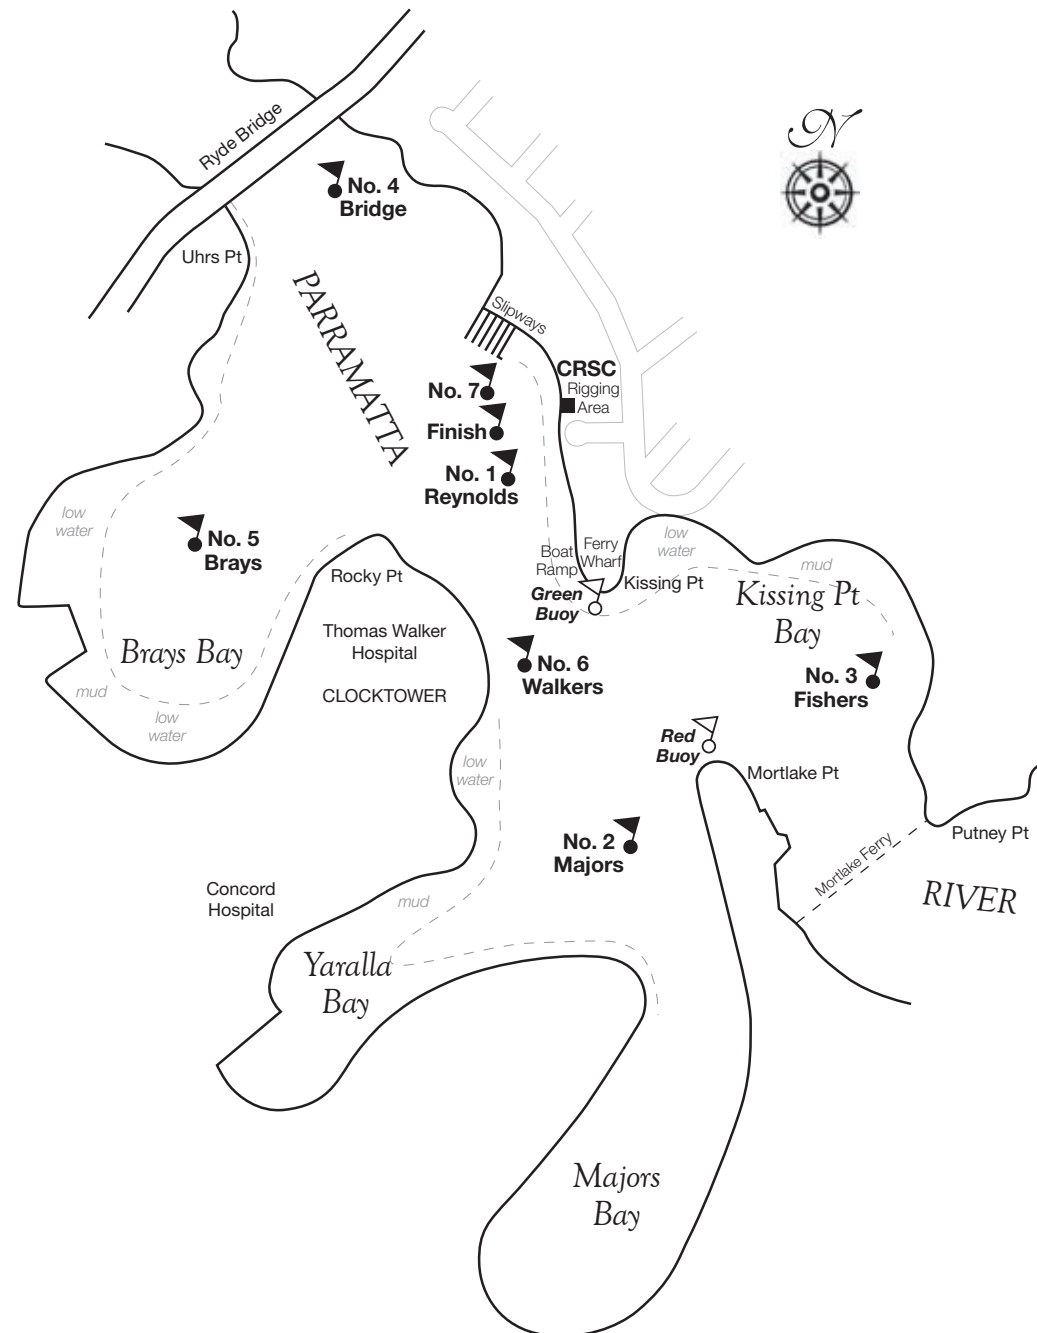 N
Ryde Bridge
No. 4
Bridge
Uhrs Pt
PARRAMATTA
Slipways
CRSC
Rigging
Area
No. 7
Finish
No. 1
Reynolds
low
water
No. 5
Brays
Rocky Pt
Boat
Ramp
Ferry
Wharf
low
water
mud
Kissing Pt
Green
Buoy
Kissing Pt
Bay
Brays Bay
Thomas Walker
Hospital
CLOCKTOWER
No. 6
Walkers
No. 3
Fishers
mud
low
water
Red
Buoy
low
water
Mortlake Pt
No. 2
Majors
Putney Pt
Mortlake Ferry
RIVER
Concord
Hospital
mud
Yaralla
Bay
Majors
Bay